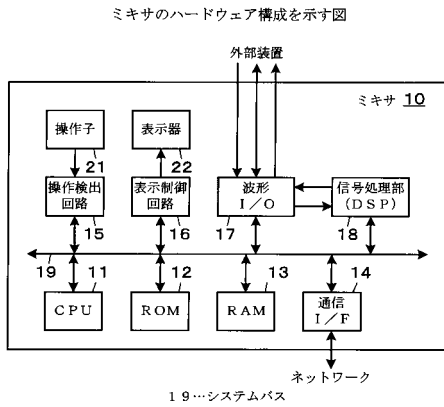 ミキサのハードウェア構成を示す図
外部装置
ミキサ 10
操作子
表示器
21
22
操作検出
回路
表示制御
回路
波形
I/O
信号処理部
(DSP)
15
16
17
18
19
11
12
13
14
CPU
ROM
RAM
通信
I/F
ネットワーク
19…システムバス